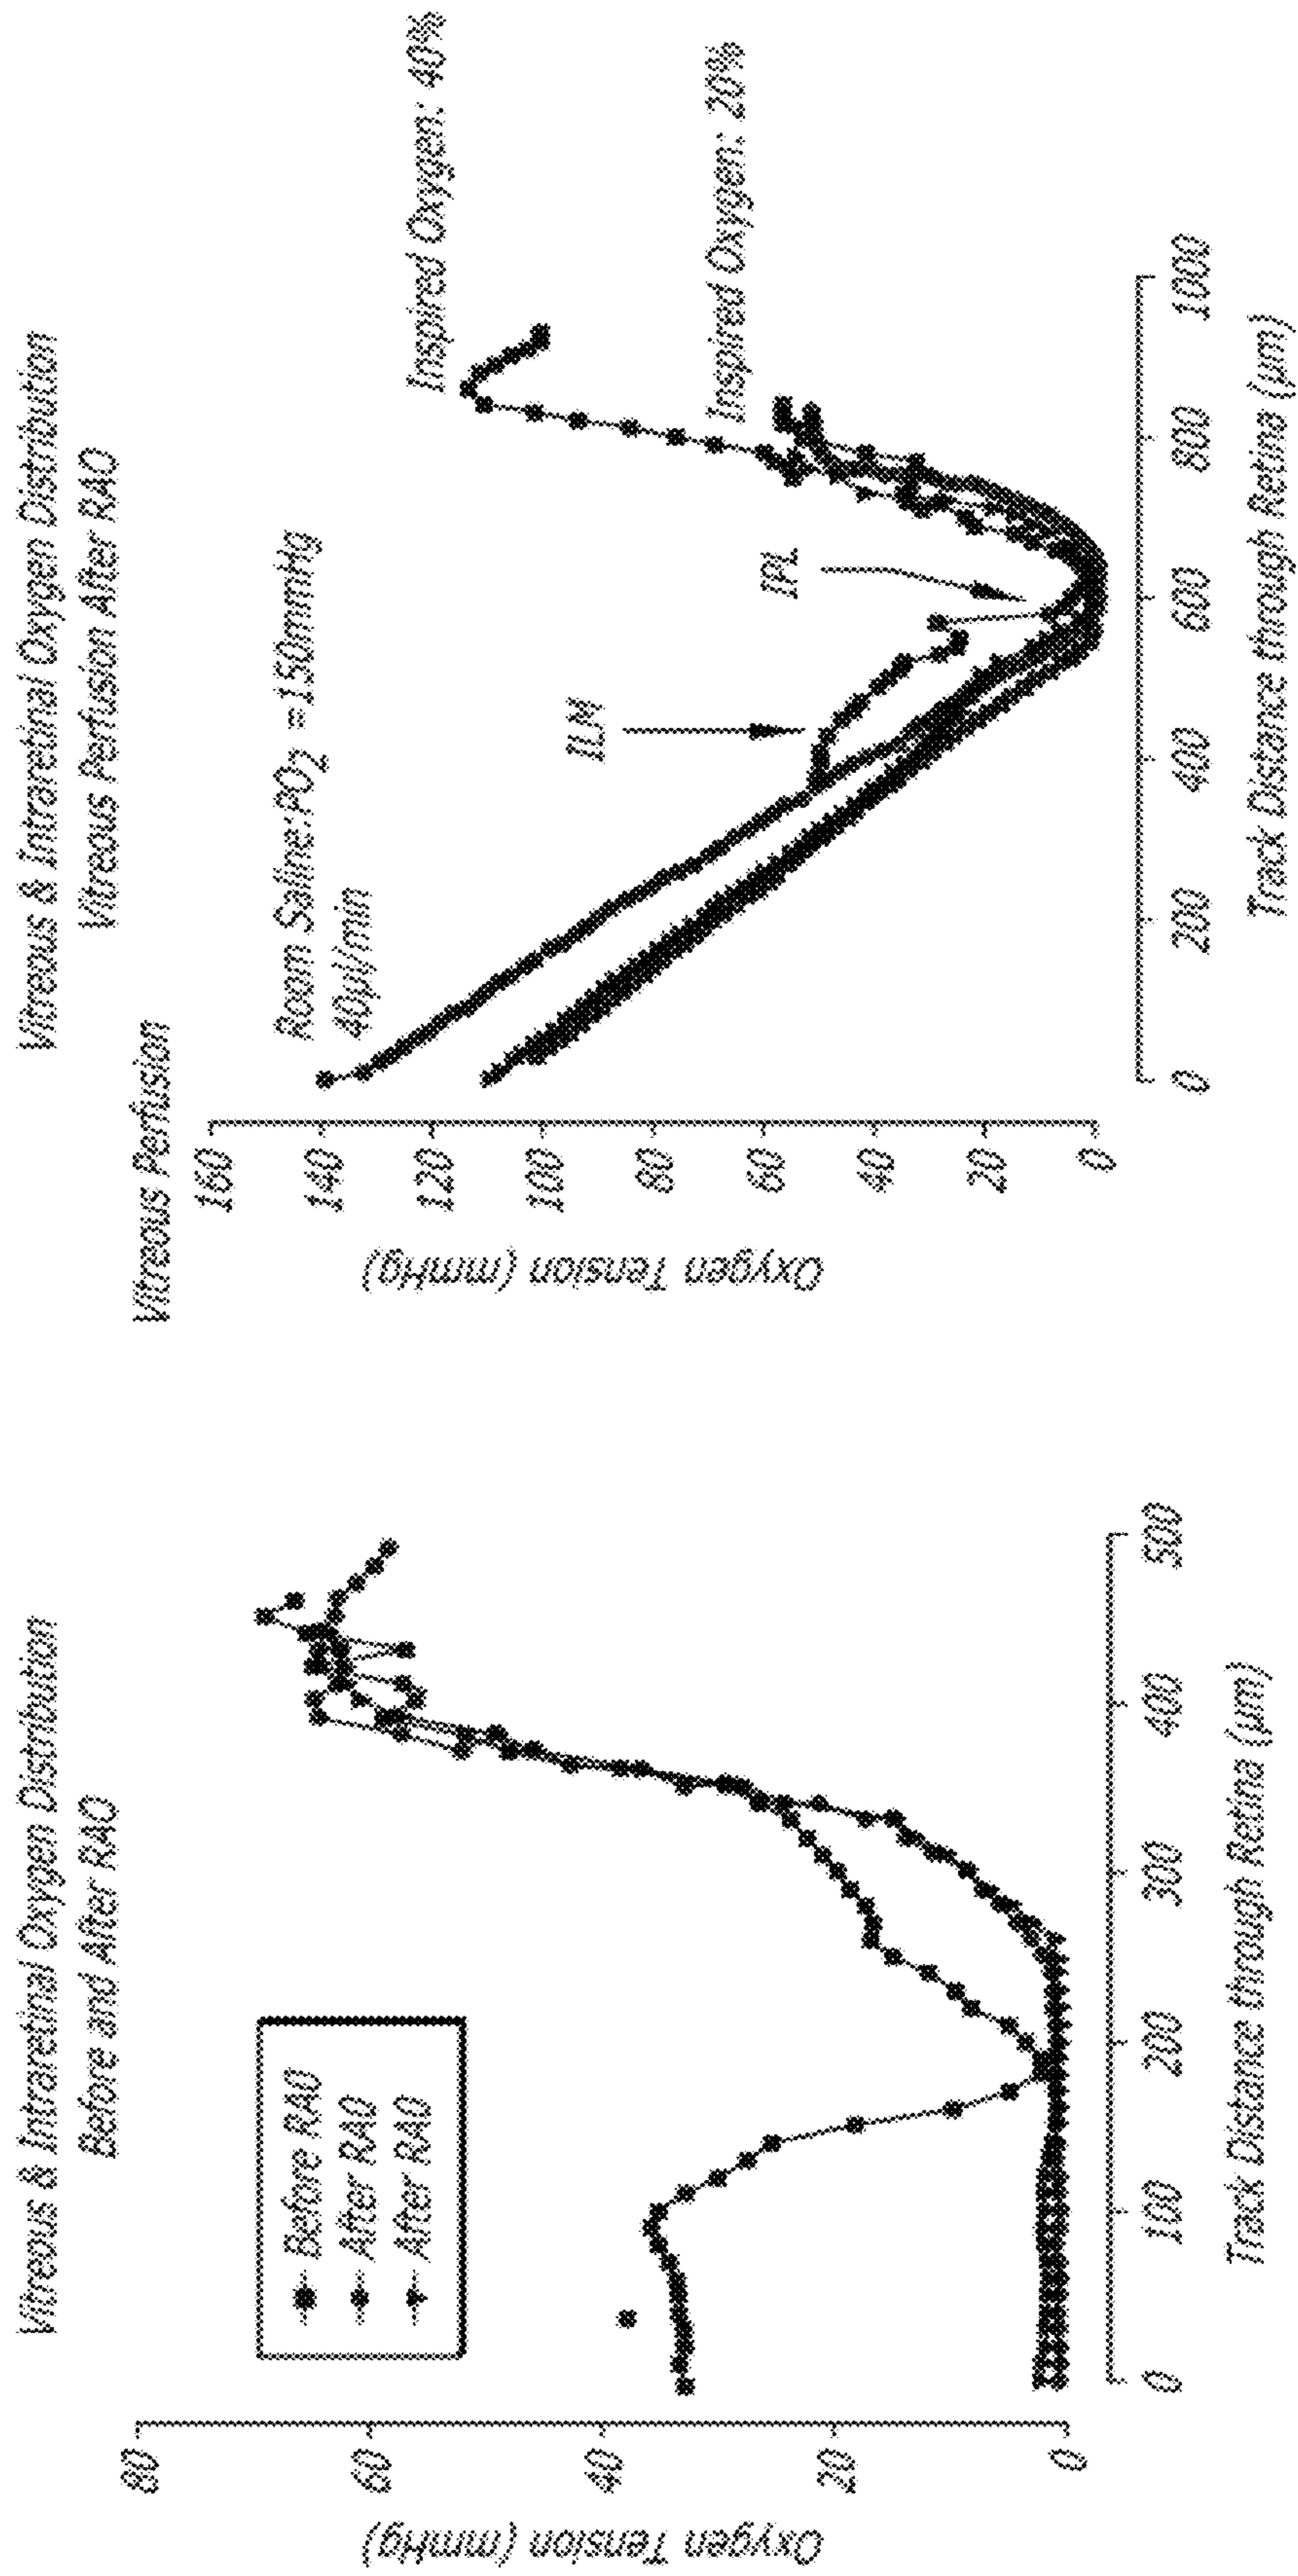 Vitreous & Intraretinal Oxygen Distribution
Before and After RAO
Before RAO
After RAO
After RAO
Oxygen Tension (mmHg)
80
60
40
20
0
0 100 200 300 400 500
Track Distance through Retina (µm)
Vitreous & Intraretinal Oxygen Distribution
Vitreous Perfusion After RAO
Vitreous Perfusion
Room Saline:PO2 =150mmHg
40µl/min
Inspired Oxygen: 40%
Inspired Oxygen: 20%
ILM
IPL
Oxygen Tension (mmHg)
160
140
120
100
80
60
40
20
0
0 200 400 600 800 1000
Track Distance through Retina (µm)